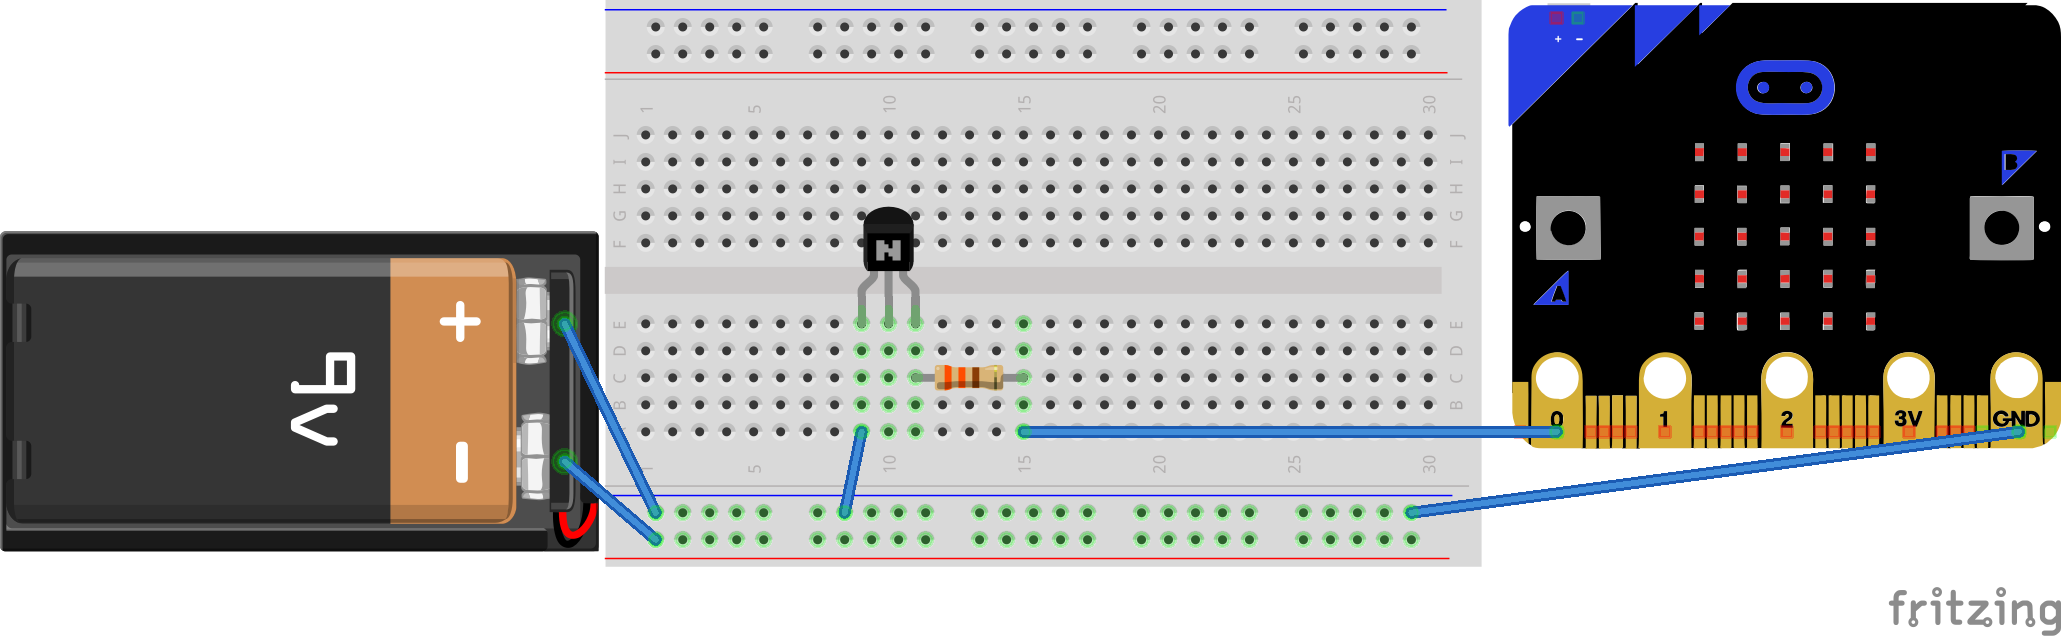 + −
1 5 10 15 20 25 30
J J
I I
H H
G G
F F
N
E E
D D
C C
B B
1 5 10 15 20 25 30
+
9V
−
B
A
0 1 2 3V GND
fritzing